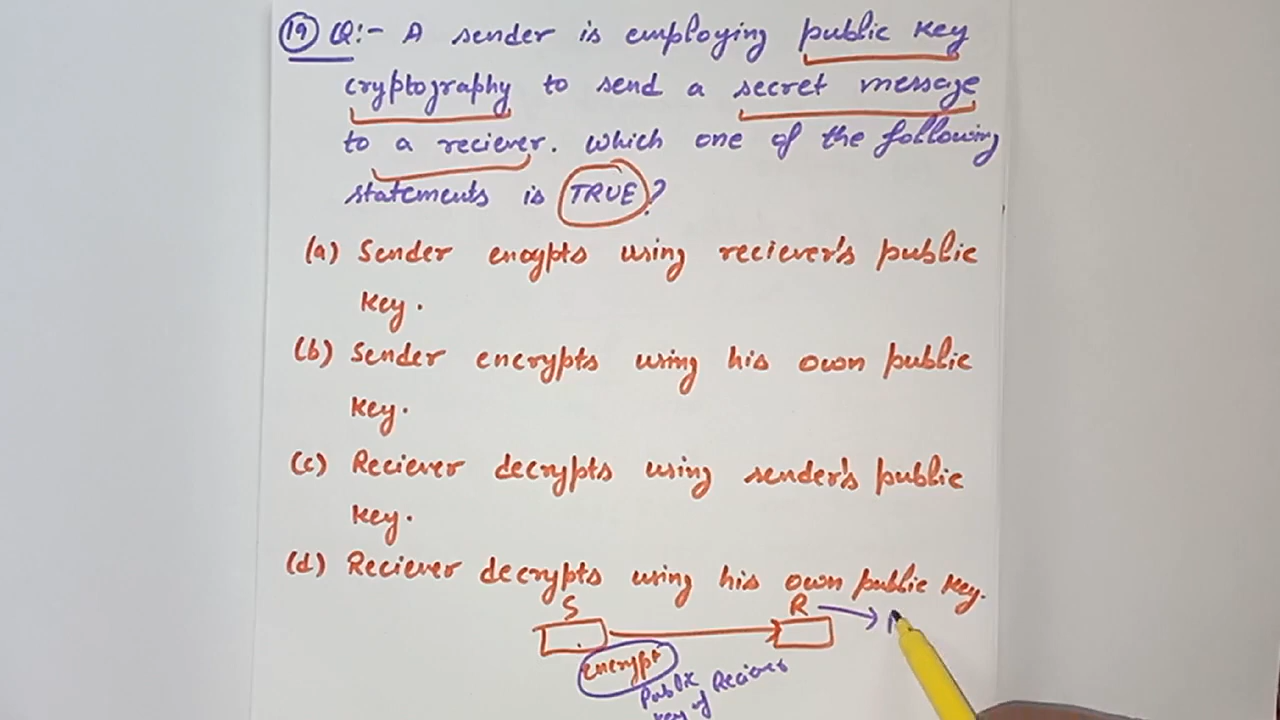 19 Q:- A sender is employing public key
cryptography to send a secret message
to a reciever. Which one of the following
statements is TRUE?
(a) Sender encrypts using reciever's public
key.
(b) Sender encrypts using his own public
key.
(c) Reciever decrypts using sender's public
key.
(d) Reciever decrypts using his own public key.
S R
encrypt
Public
key of Reciever